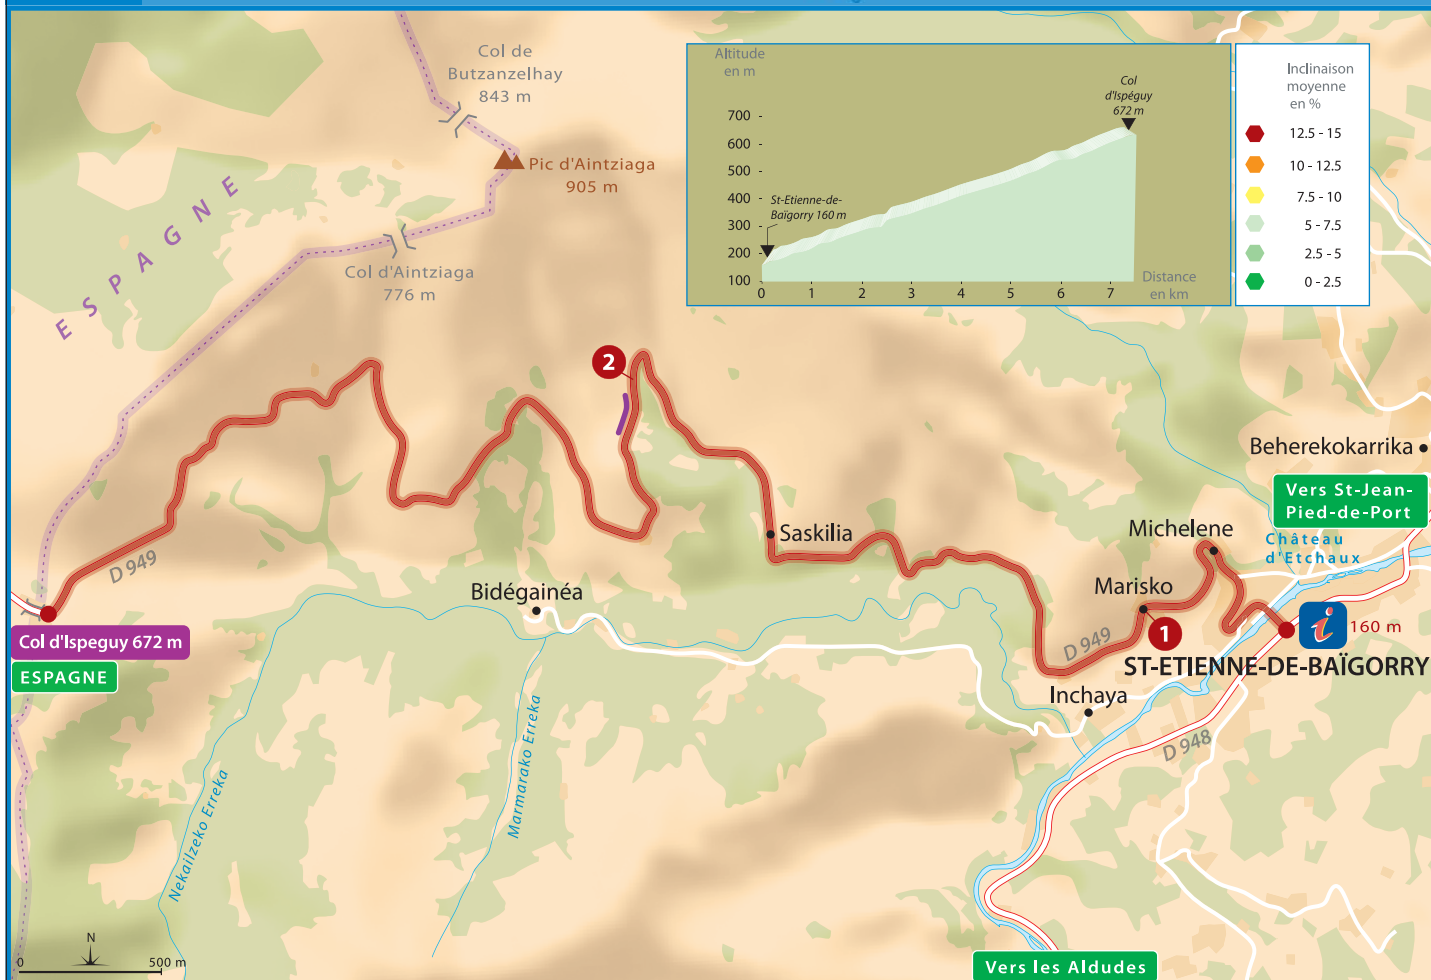 Col de
Butzanzelhay
843 m
Pic d'Aintziaga
905 m
Col d'Aintziaga
776 m
ESPAGNE
Altitude
en m
700 -
600 -
500 -
400 -
300 -
200 -
100
0 1 2 3 4 5 6 7
Distance
en km
St-Etienne-de-
Baïgorry 160 m
Col
d'Ispéguy
672 m
Inclinaison
moyenne
en %
12.5 - 15
10 - 12.5
7.5 - 10
5 - 7.5
2.5 - 5
0 - 2.5
2
Beherekokarrika
Vers St-Jean-
Pied-de-Port
Michelene
Château
d'Etchaux
Saskilia
Marisko
1
i
160 m
ST-ETIENNE-DE-BAÏGORRY
D 949
D 949
Bidégainéa
Col d'Ispeguy 672 m
ESPAGNE
Inchaya
D 948
Nekailzeko Erreka
Marmarako Erreka
N
0 500 m
Vers les Aldudes